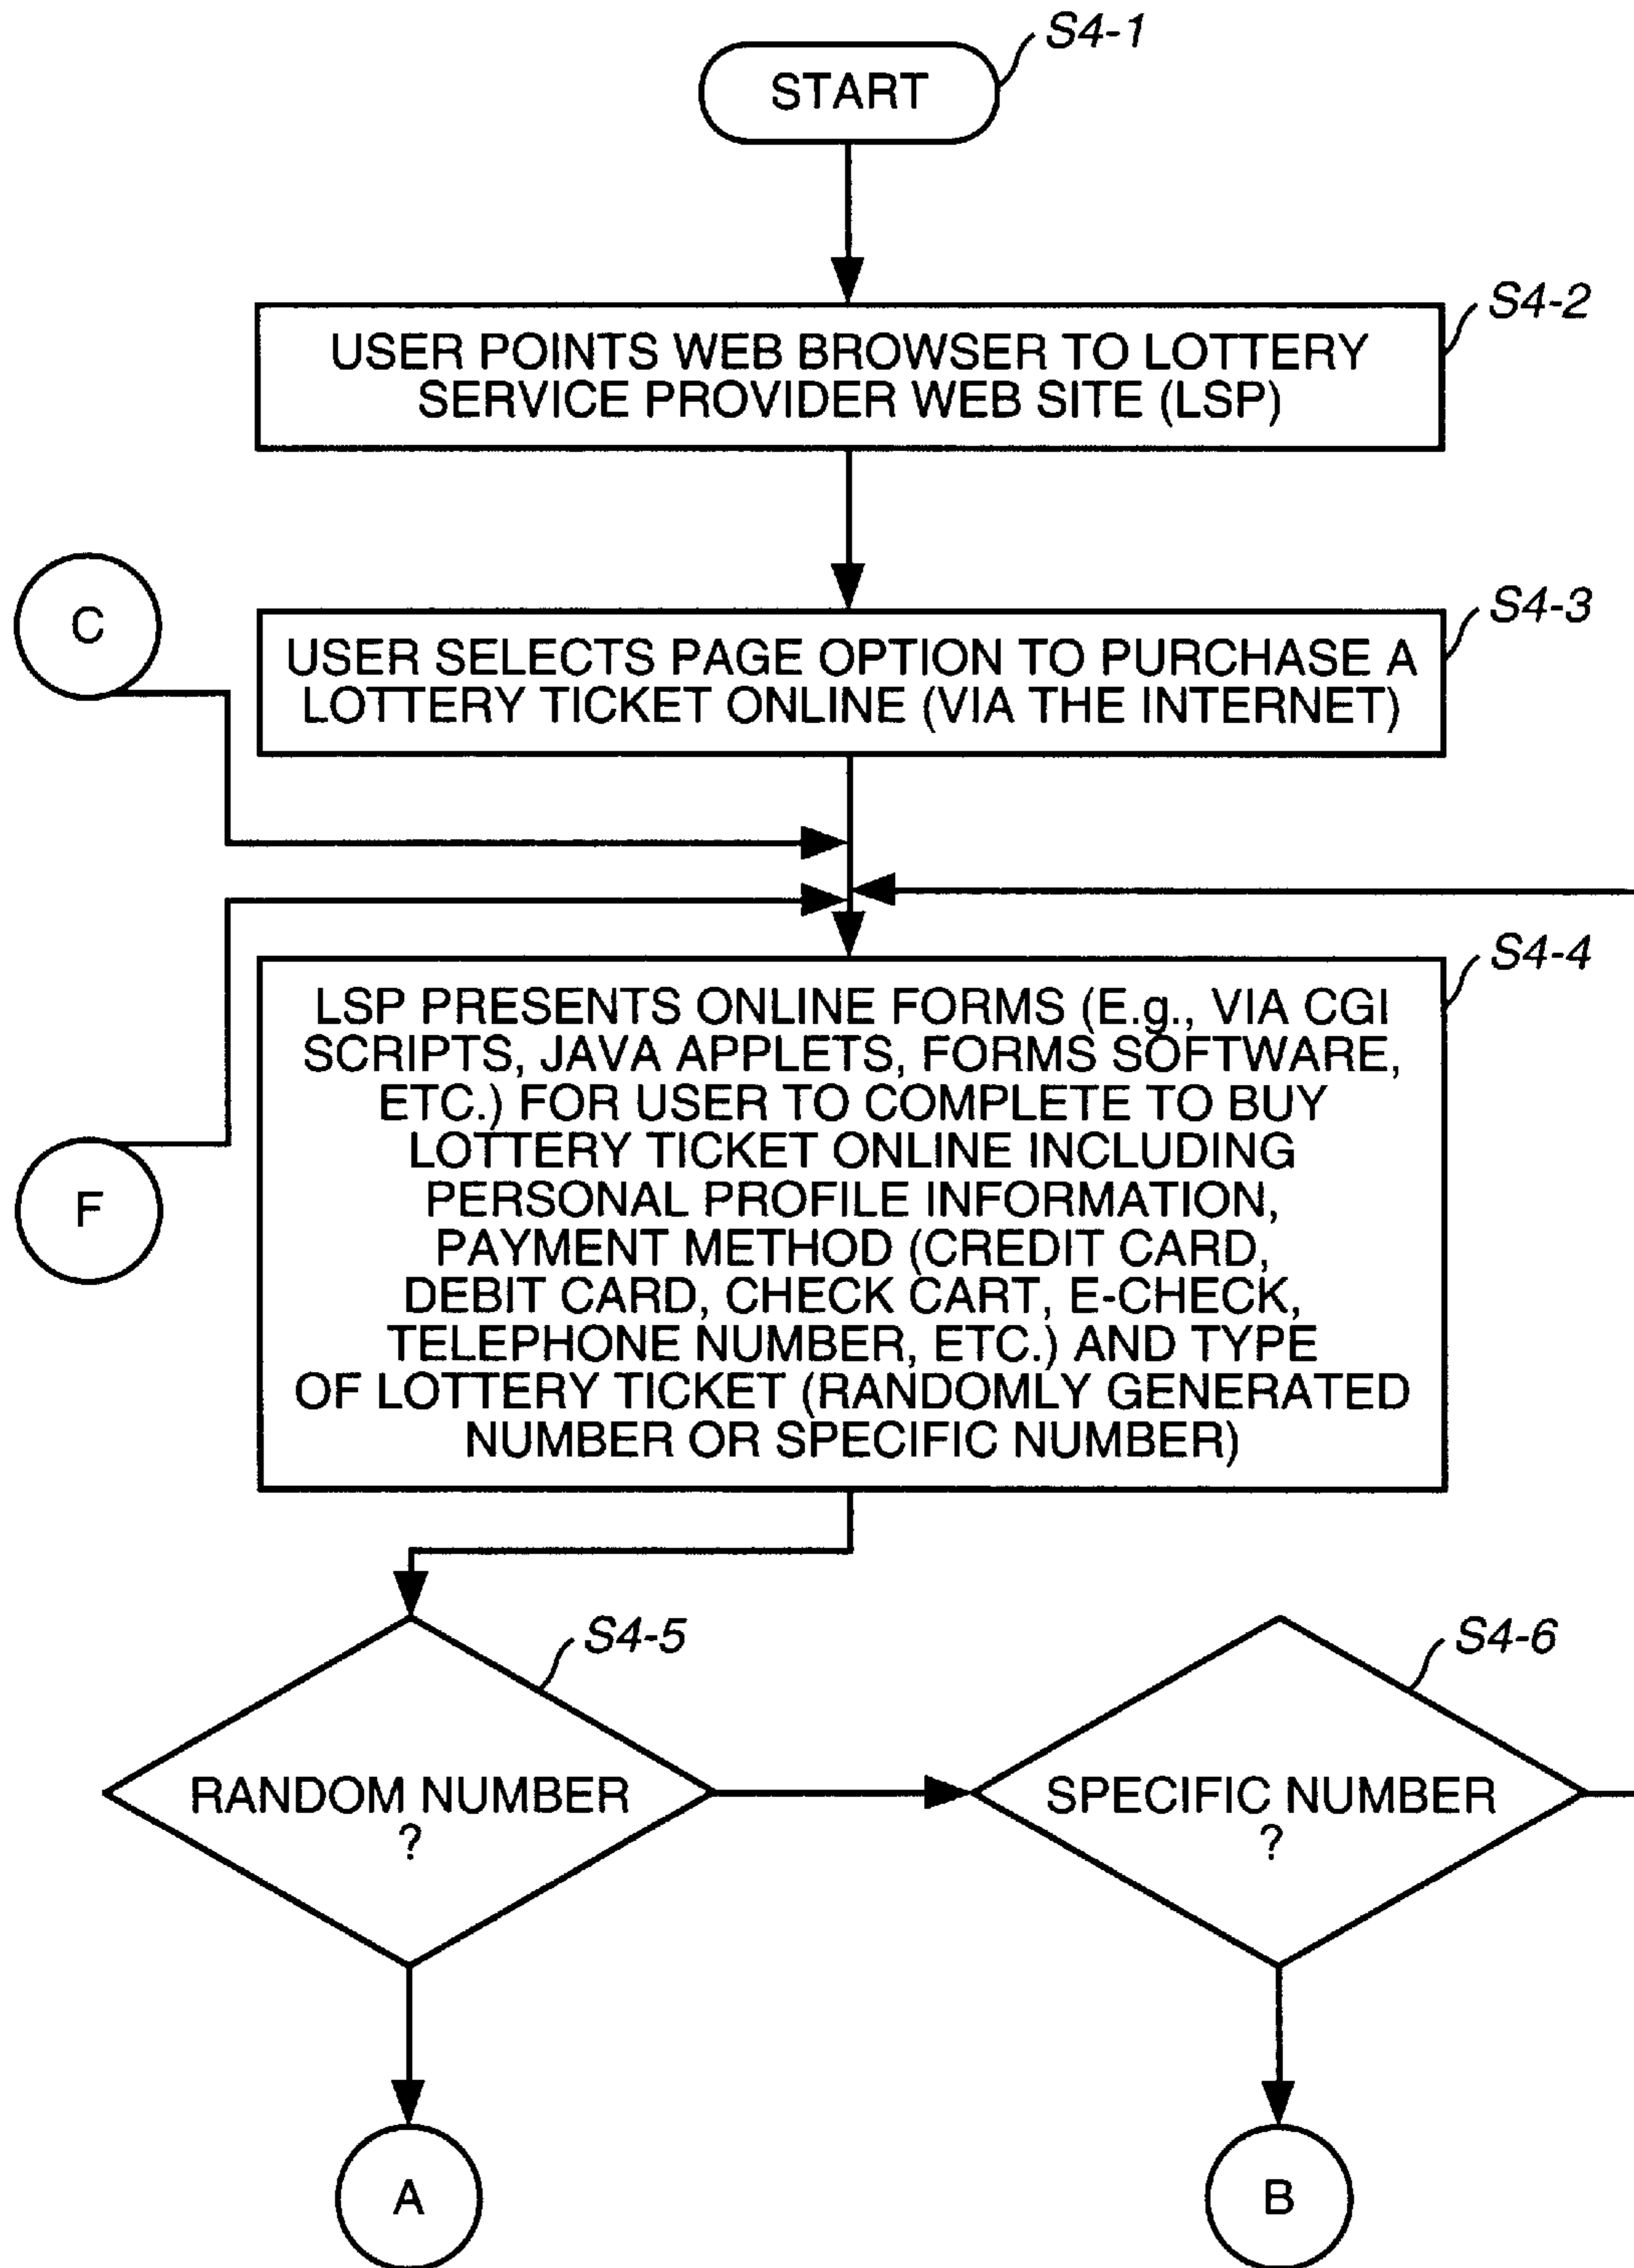 S4-1
START
S4-2
USER POINTS WEB BROWSER TO LOTTERY
SERVICE PROVIDER WEB SITE (LSP)
C
S4-3
USER SELECTS PAGE OPTION TO PURCHASE A
LOTTERY TICKET ONLINE (VIA THE INTERNET)
S4-4
LSP PRESENTS ONLINE FORMS (E.g., VIA CGI
SCRIPTS, JAVA APPLETS, FORMS SOFTWARE,
ETC.) FOR USER TO COMPLETE TO BUY
LOTTERY TICKET ONLINE INCLUDING
PERSONAL PROFILE INFORMATION,
PAYMENT METHOD (CREDIT CARD,
DEBIT CARD, CHECK CART, E-CHECK,
TELEPHONE NUMBER, ETC.) AND TYPE
OF LOTTERY TICKET (RANDOMLY GENERATED
NUMBER OR SPECIFIC NUMBER)
F
S4-5
RANDOM NUMBER
?
S4-6
SPECIFIC NUMBER
?
A
B